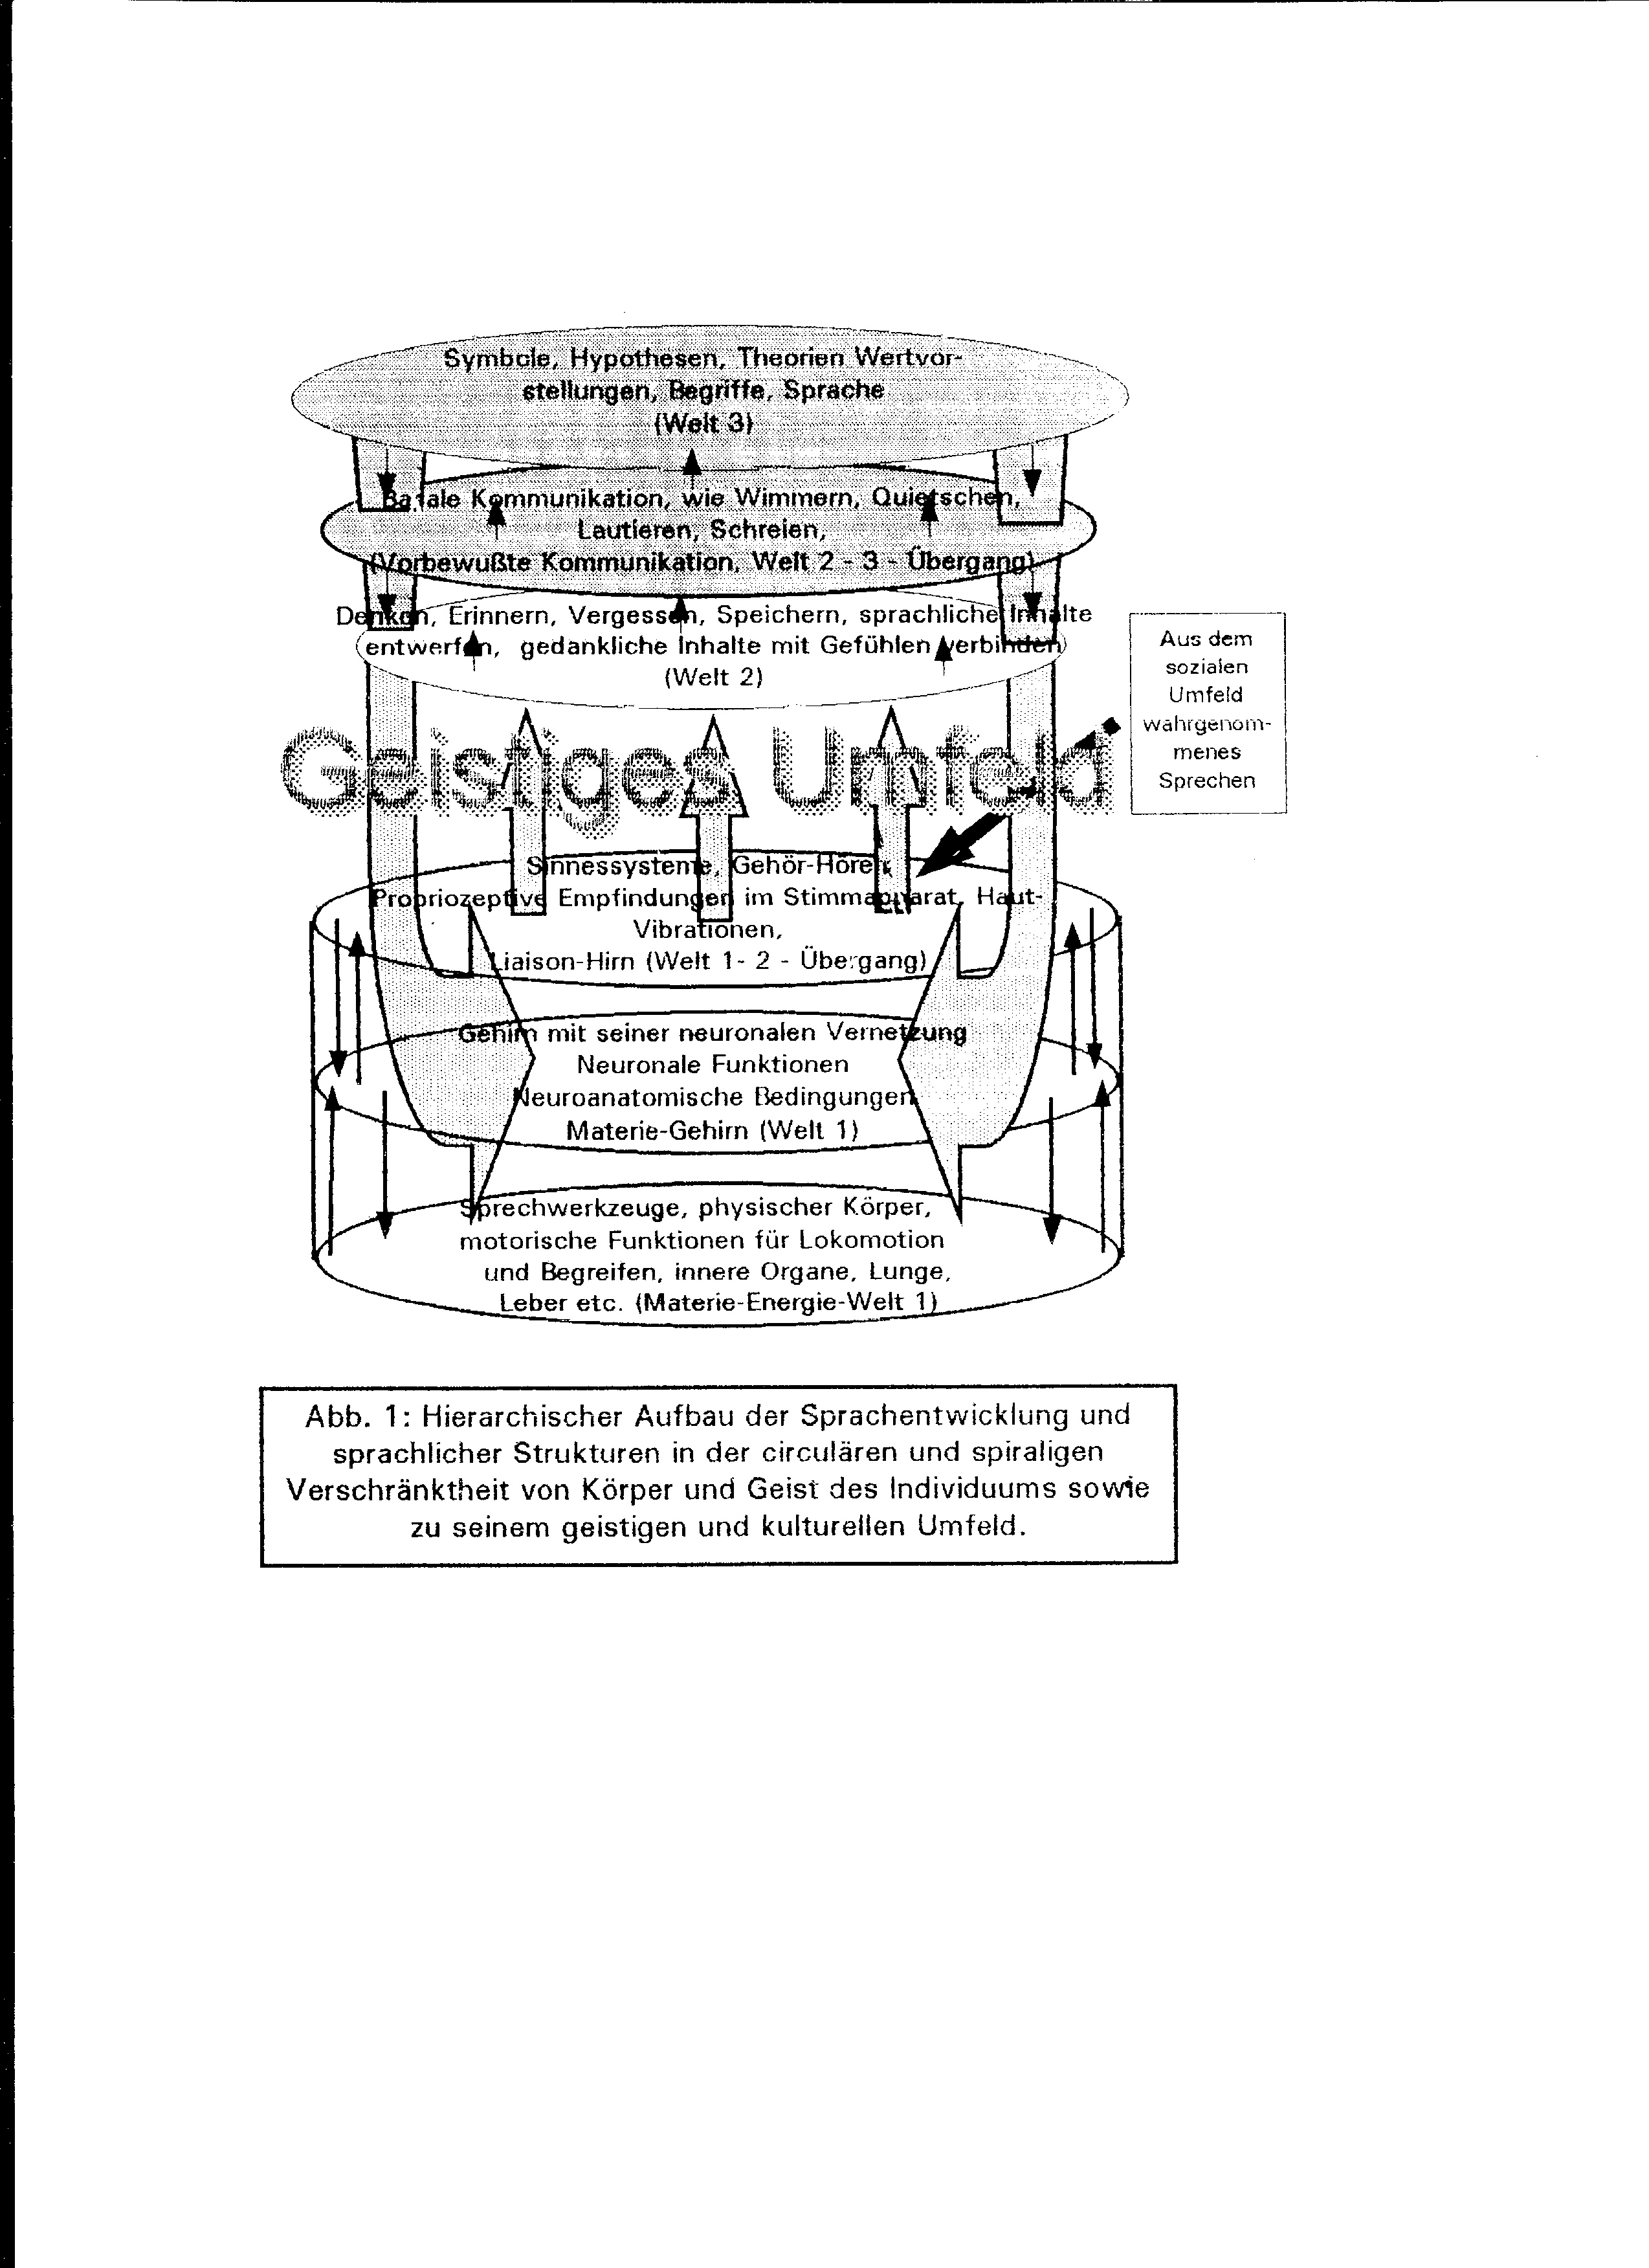 Symbole, Hypothesen, Theorien Wertvor-
stellungen, Begriffe, Sprache
(Welt 3)
Basale Kommunikation, wie Wimmern, Quietschen,
Lautieren, Schreien,
(Vorbewußte Kommunikation, Welt 2 - 3 - Übergang)
Denken, Erinnern, Vergessen, Speichern, sprachliche Inhalte
entwerfen, gedankliche Inhalte mit Gefühlen verbinden)
(Welt 2)
Aus dem
sozialen
Umfeld
wahrgenom-
menes
Sprechen
Geistiges Umfeld
Sinnessysteme, Gehör-Hören,
Propriozeptive Empfindungen im Stimmapparat, Haut-
Vibrationen,
Liaison-Hirn (Welt 1- 2 - Übergang)
Gehirn mit seiner neuronalen Vernetzung
Neuronale Funktionen
Neuroanatomische Bedingungen
Materie-Gehirn (Welt 1)
Sprechwerkzeuge, physischer Körper,
motorische Funktionen für Lokomotion
und Begreifen, innere Organe, Lunge,
Leber etc. (Materie-Energie-Welt 1)
Abb. 1: Hierarchischer Aufbau der Sprachentwicklung und
sprachlicher Strukturen in der circulären und spiraligen
Verschränktheit von Körper und Geist des Individuums sowie
zu seinem geistigen und kulturellen Umfeld.